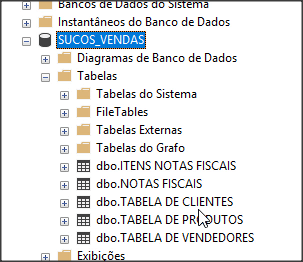 Bancos de Dados do Sistema
Instantâneos do Banco de Dados
SUCOS_VENDAS
Diagramas de Banco de Dados
Tabelas
Tabelas do Sistema
FileTables
Tabelas Externas
Tabelas do Grafo
dbo.ITENS NOTAS FISCAIS
dbo.NOTAS FISCAIS
dbo.TABELA DE CLIENTES
dbo.TABELA DE PRODUTOS
dbo.TABELA DE VENDEDORES
Exibições